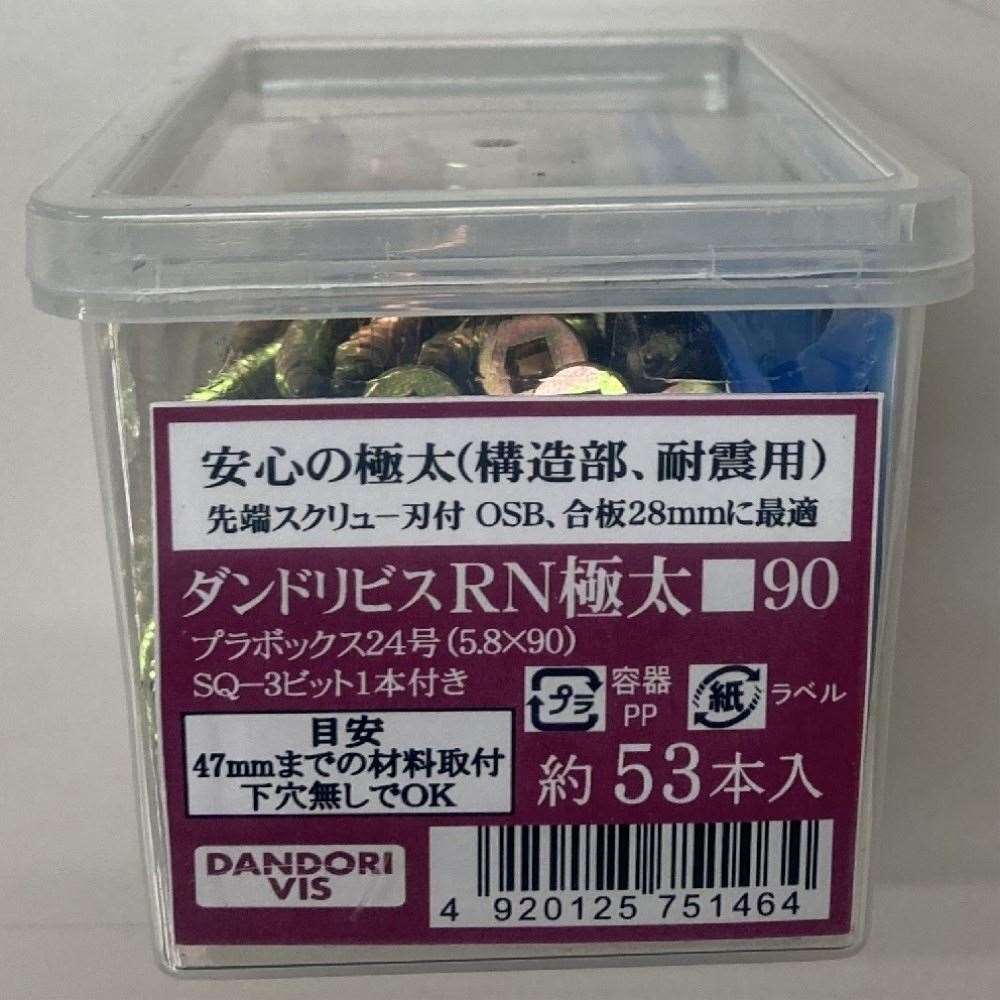 安心の極太(構造部、耐震用)
先端スクリュー刃付 OSB、合板28mmに最適
ダンドリビスRN極太■90
プラボックス24号(5.8×90)
SQ-3ビット1本付き
プラ 容器 PP 紙 ラベル
目安
47mmまでの材料取付
下穴無しでOK
約53本入
DANDORI
VIS
4 920125 751464